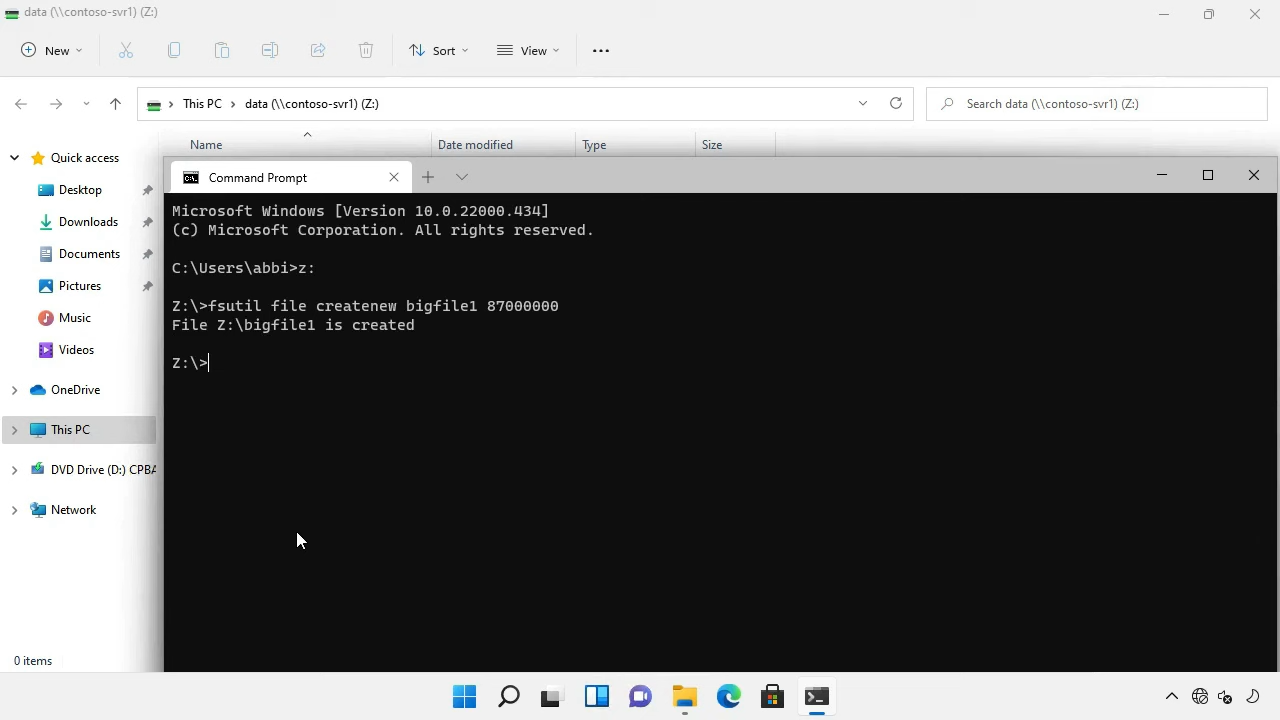 data (\\contoso-svr1) (Z:)
New
Sort
View
This PC
data (\\contoso-svr1) (Z:)
Search data (\\contoso-svr1) (Z:)
Name
Date modified
Type
Size
Quick access
Desktop
Downloads
Documents
Pictures
Music
Videos
OneDrive
This PC
DVD Drive (D:) CPBA
Network
0 items
Command Prompt
Microsoft Windows [Version 10.0.22000.434]
(c) Microsoft Corporation. All rights reserved.
C:\Users\abbi>z:
Z:\>fsutil file createnew bigfile1 87000000
File Z:\bigfile1 is created
Z:\>